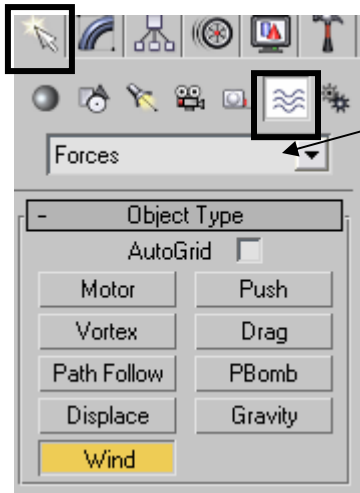 Forces
- Object Type
AutoGrid
Motor Push
Vortex Drag
Path Follow PBomb
Displace Gravity
Wind